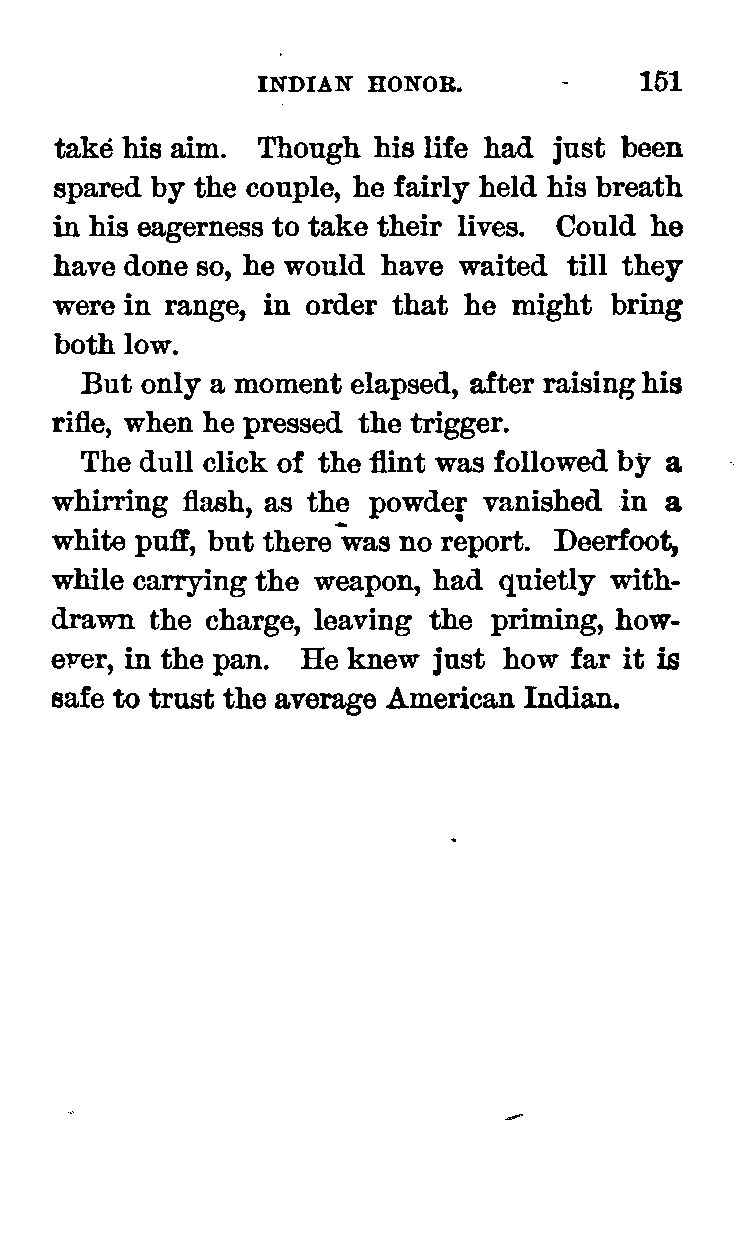 INDIAN HONOR. 151
take his aim. Though his life had just been
spared by the couple, he fairly held his breath
in his eagerness to take their lives. Could he
have done so, he would have waited till they
were in range, in order that he might bring
both low.
But only a moment elapsed, after raising his
rifle, when he pressed the trigger.
The dull click of the flint was followed by a
whirring flash, as the powder vanished in a
white puff, but there was no report. Deerfoot,
while carrying the weapon, had quietly with-
drawn the charge, leaving the priming, how-
ever, in the pan. He knew just how far it is
safe to trust the average American Indian.